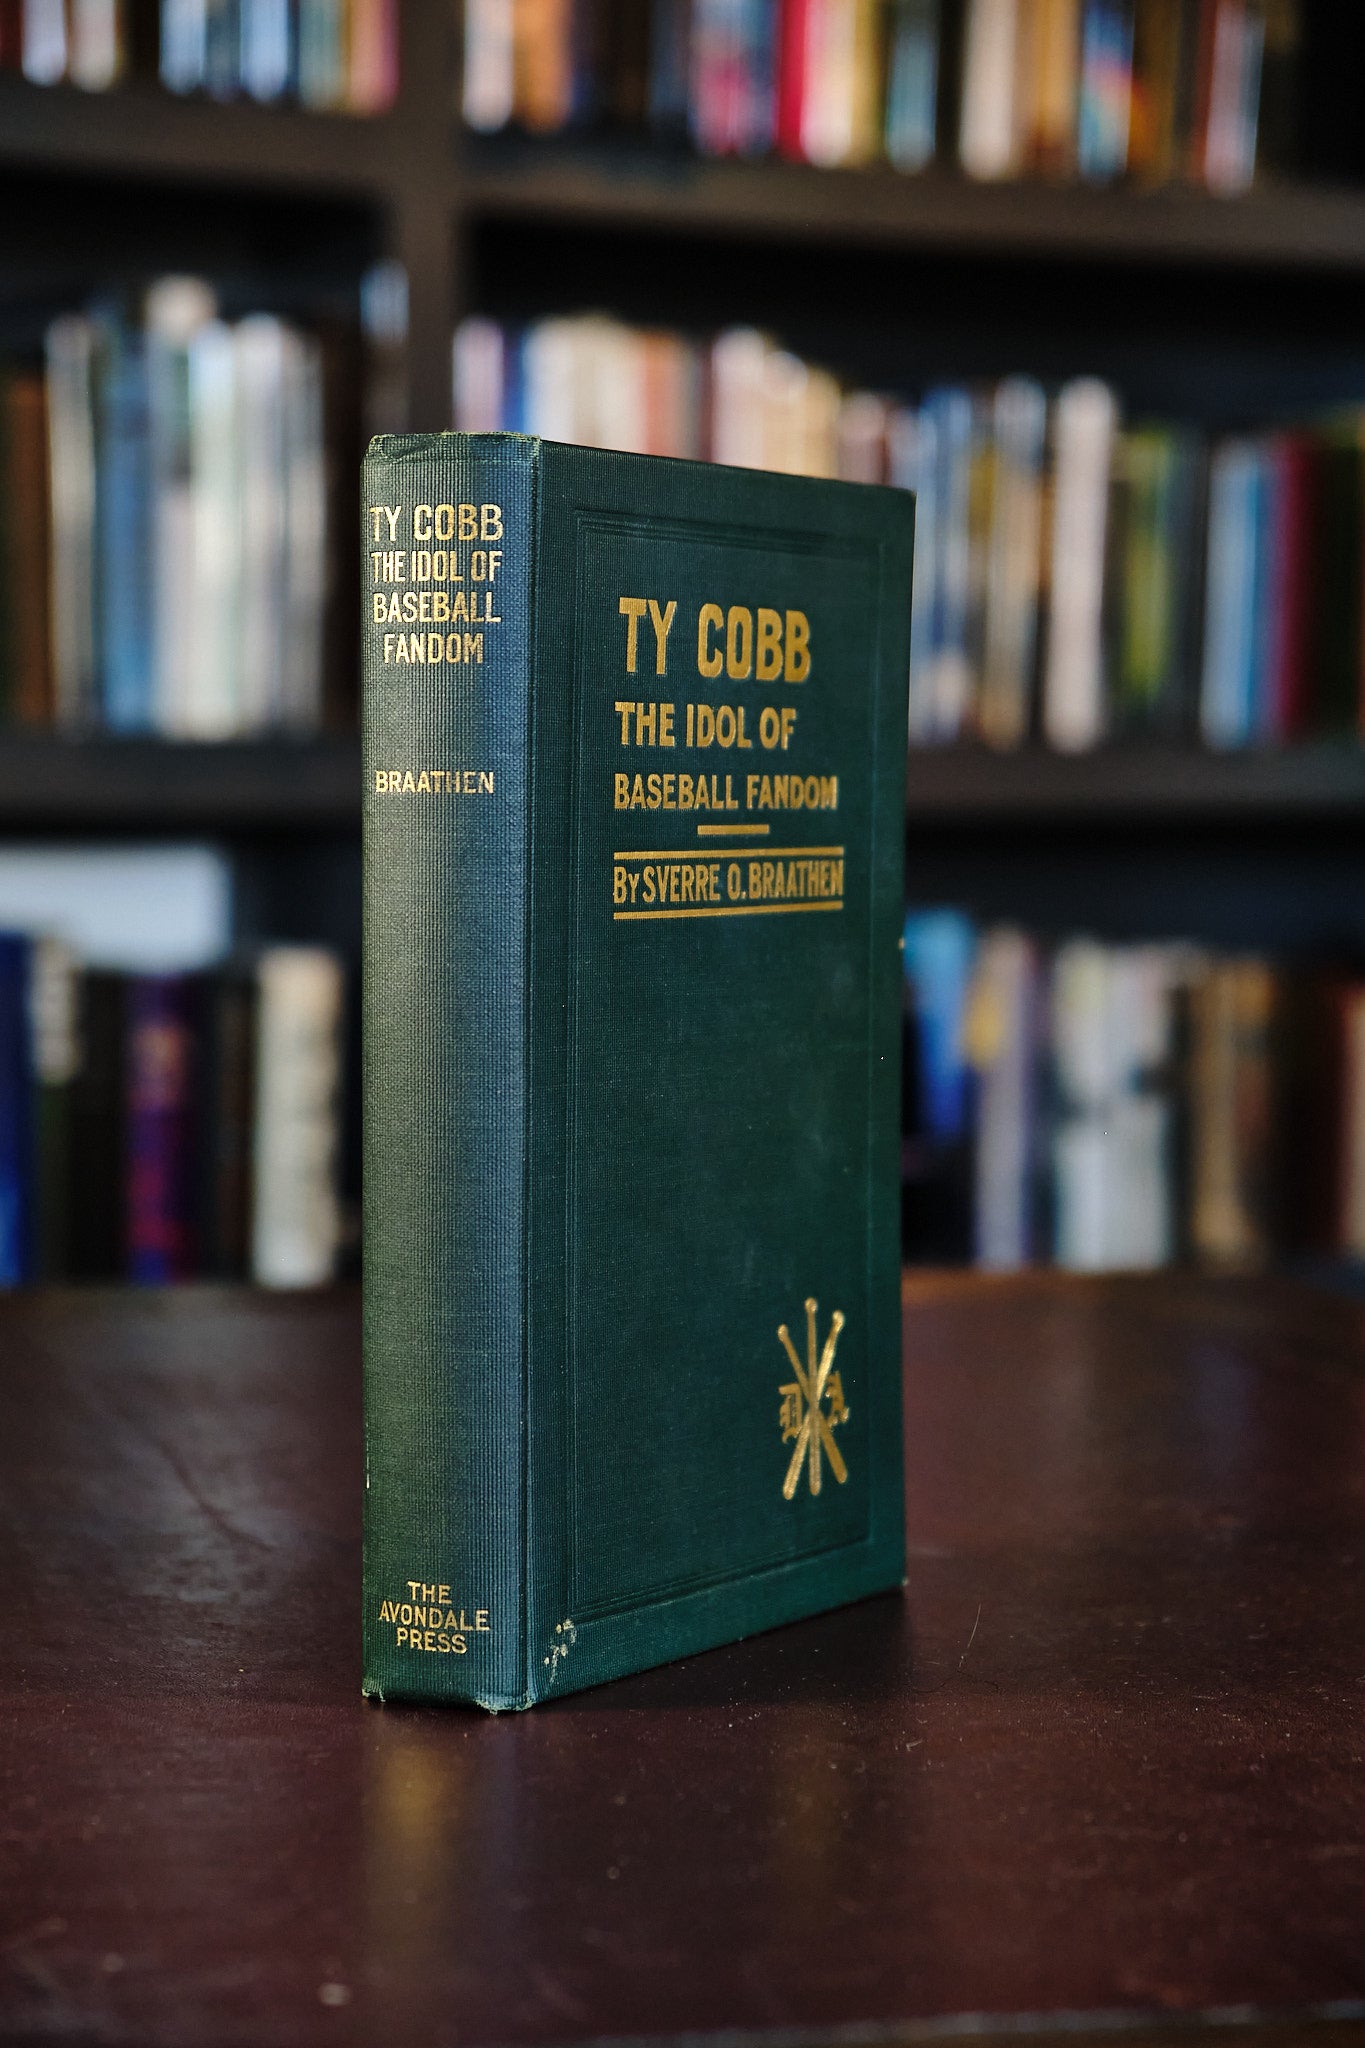 TY COBB
THE IDOL OF
BASEBALL
FANDOM
BRAATHEN
THE
AVONDALE
PRESS
TY COBB
THE IDOL OF
BASEBALL FANDOM
BY SVERRE O. BRAATHEN
D A